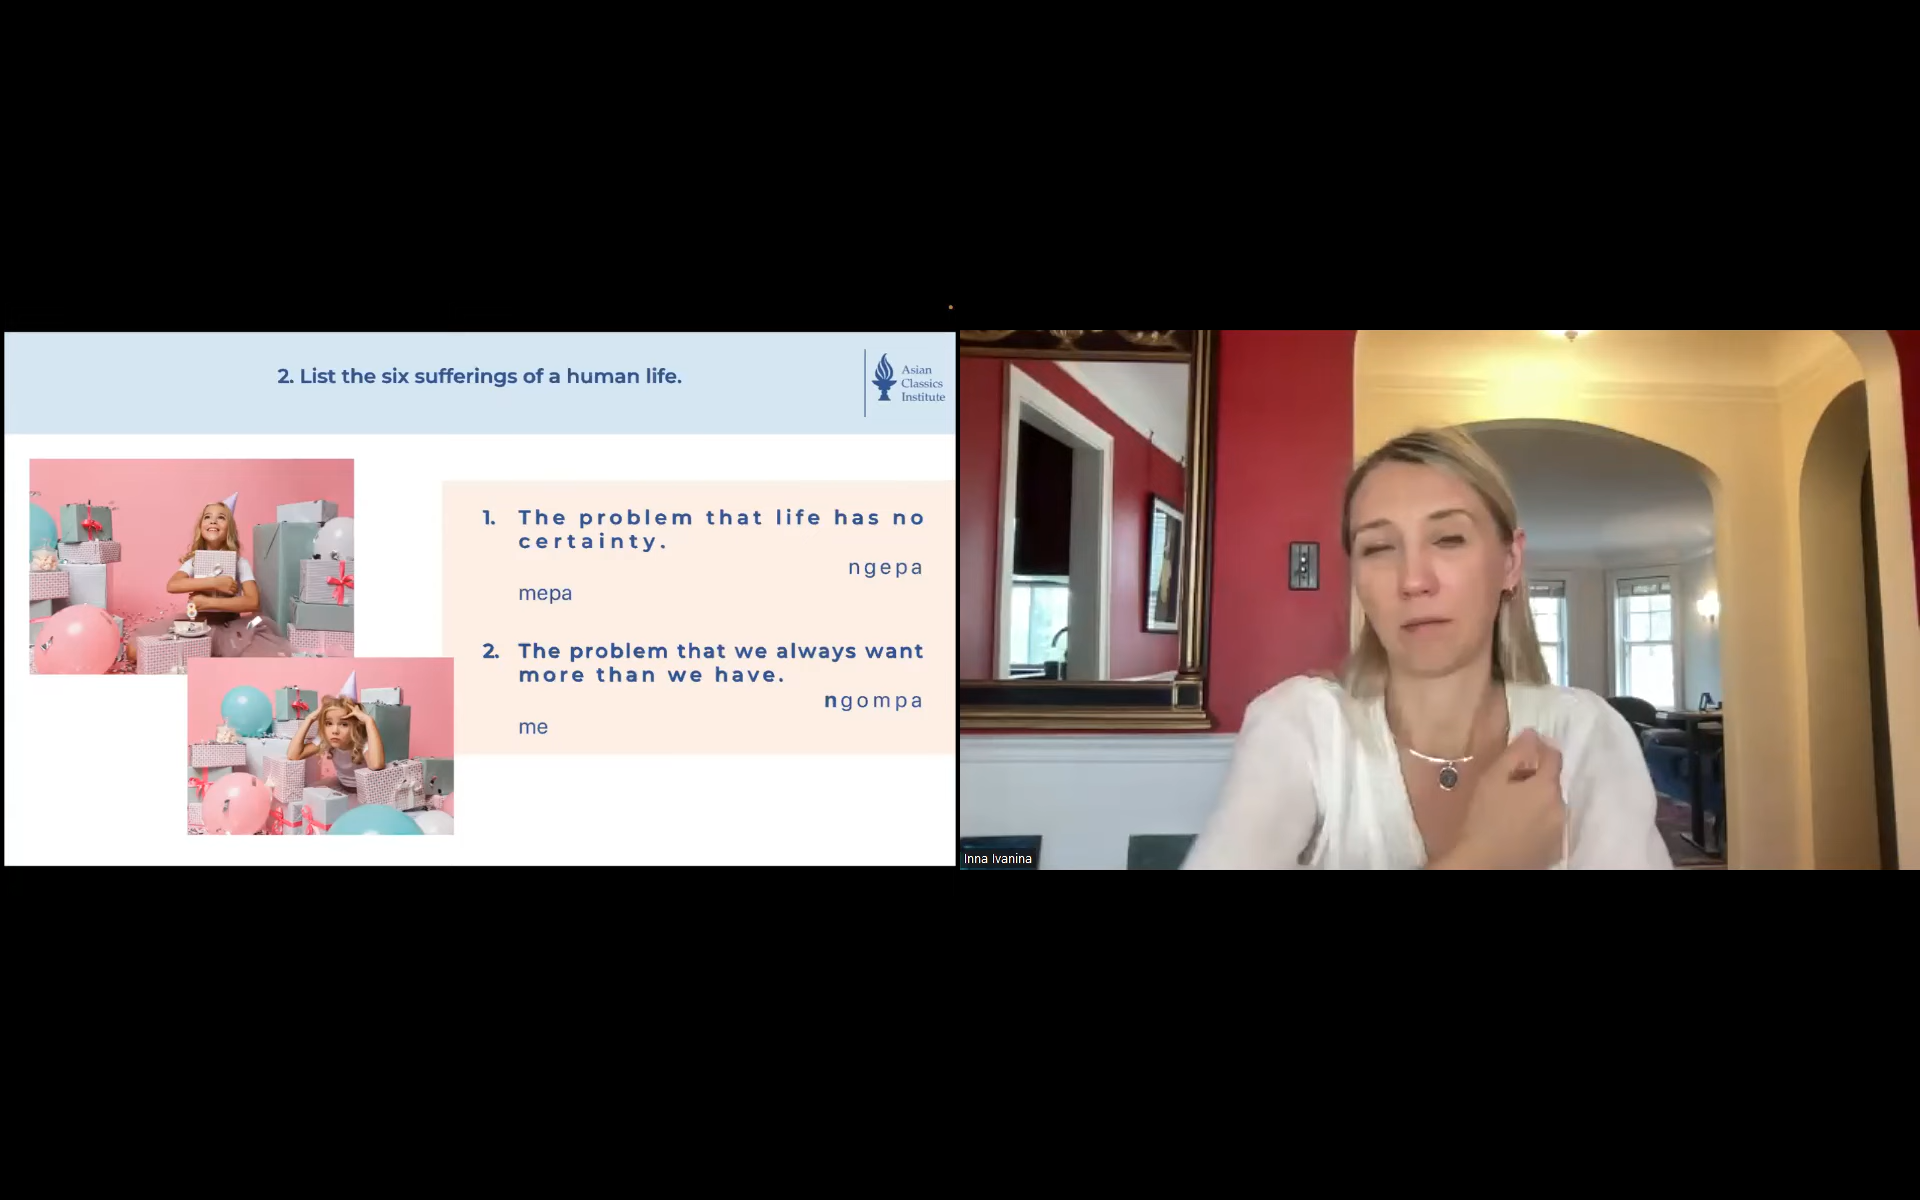 2. List the six sufferings of a human life.
Asian
Classics
Institute
1. The problem that life has no
certainty.
ngepa
mepa
2. The problem that we always want
more than we have.
ngompa
me
8
Inna Ivanina